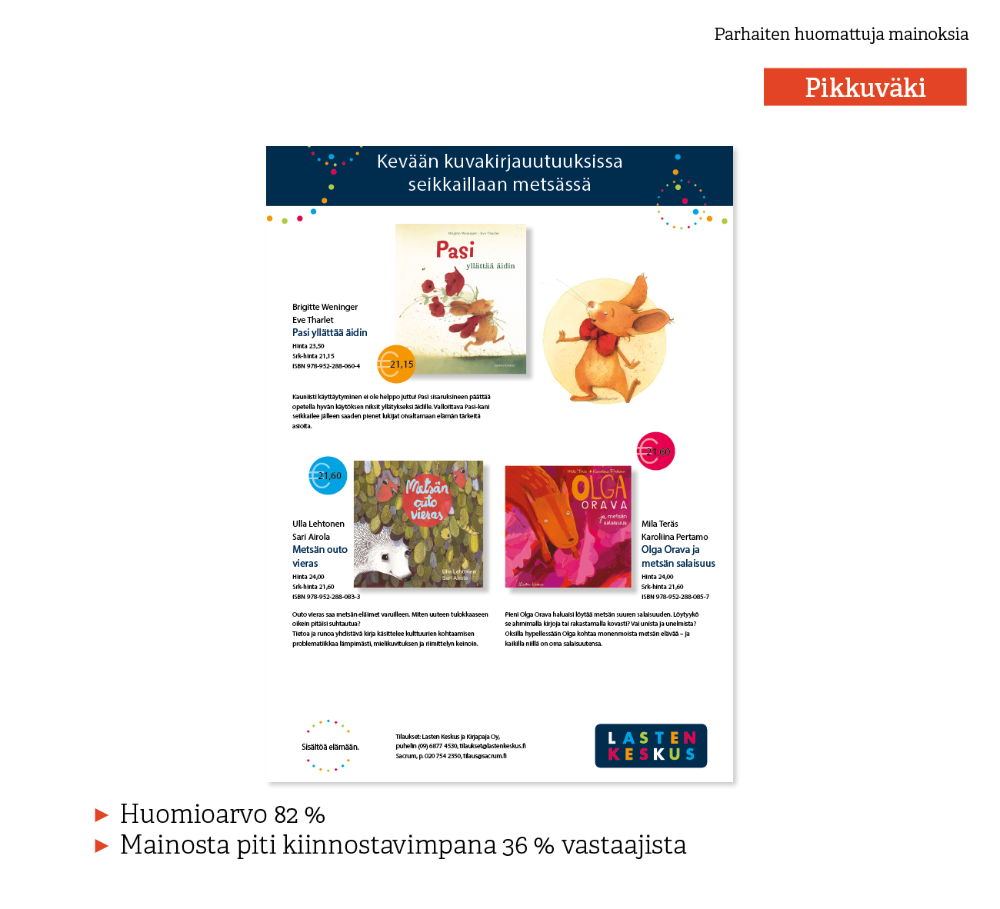 Parhaiten huomattuja mainoksia
Pikkuväki
Kevään kuvakirjauutuuksissa
seikkaillaan metsässä
Brigitte Weninger - Eve Tharlet
Pasi
yllättää äidin
Lasten Keskus
Brigitte Weninger
Eve Tharlet
Pasi yllättää äidin
Hinta 23,50
Srk-hinta 21,15
ISBN 978-952-288-060-4
€ 21,15
Kauniisti käyttäytyminen ei ole helppo juttu! Pasi sisaruksineen päättää
opetella hyvän käytöksen niksit yllätykseksi äidille. Valloittava Pasi-kani
seikkailee jälleen saaden pienet lukijat oivaltamaan elämän tärkeitä
asioita.
€ 21,60
Metsän
outo
vieras
Ulla Lehtonen
Sari Airola
Ulla Lehtonen
Sari Airola
Metsän outo
vieras
Hinta 24,00
Srk-hinta 21,60
ISBN 978-952-288-083-3
Outo vieras saa metsän eläimet varuilleen. Miten uuteen tulokkaaseen
oikein pitäisi suhtautua?
Tietoa ja runoa yhdistävä kirja käsittelee kulttuurien kohtaamisen
problematiikkaa lämpimästi, mielikuvituksen ja riimittelyn keinoin.
€ 21,60
Mila Teräs ♥ Karoliina Pertamo
OLGA
ORAVA
ja metsän
salaisuus
Lasten Keskus
Mila Teräs
Karoliina Pertamo
Olga Orava ja
metsän salaisuus
Hinta 24,00
Srk-hinta 21,60
ISBN 978-952-288-085-7
Pieni Olga Orava haluaisi löytää metsän suuren salaisuuden. Löytyykö
se ahmimalla kirjoja tai rakastamalla kovasti? Vai unista ja unelmista?
Oksilla hypellessään Olga kohtaa monenmoista metsän elävää – ja
kaikilla niillä on oma salaisuutensa.
Sisältöä elämään.
Tilaukset: Lasten Keskus ja Kirjapaja Oy,
puhelin (09) 6877 4530, tilaukset@lastenkeskus.fi
Sacrum, p. 020 754 2350, tilaus@sacrum.fi
LASTEN
KESKUS
► Huomioarvo 82 %
► Mainosta piti kiinnostavimpana 36 % vastaajista